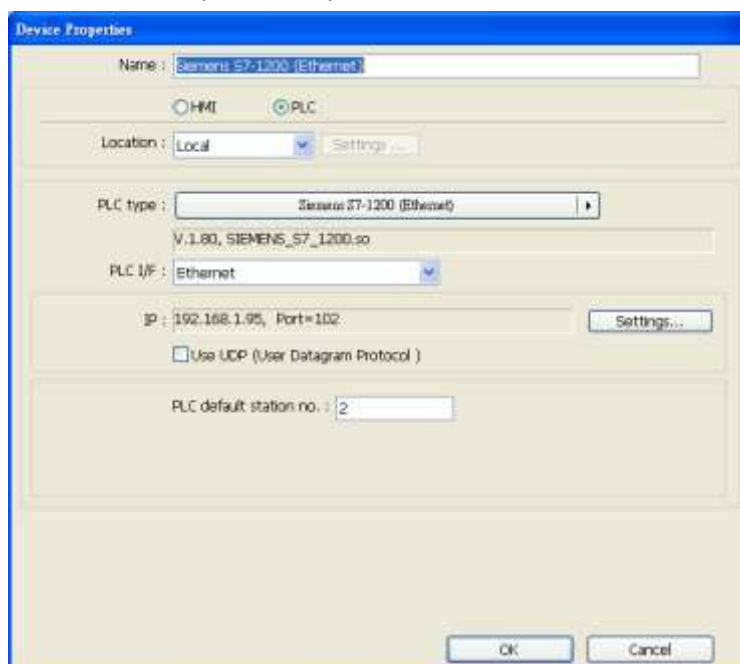 Device Properties
Name : Siemens S7-1200 (Ethernet)
HMI PLC
Location : Local Settings ...
PLC type : Siemens S7-1200 (Ethernet)
V.1.80, SIEMENS_S7_1200.so
PLC I/F : Ethernet
IP : 192.168.1.95, Port=102 Settings...
Use UDP (User Datagram Protocol )
PLC default station no. : 2
OK Cancel